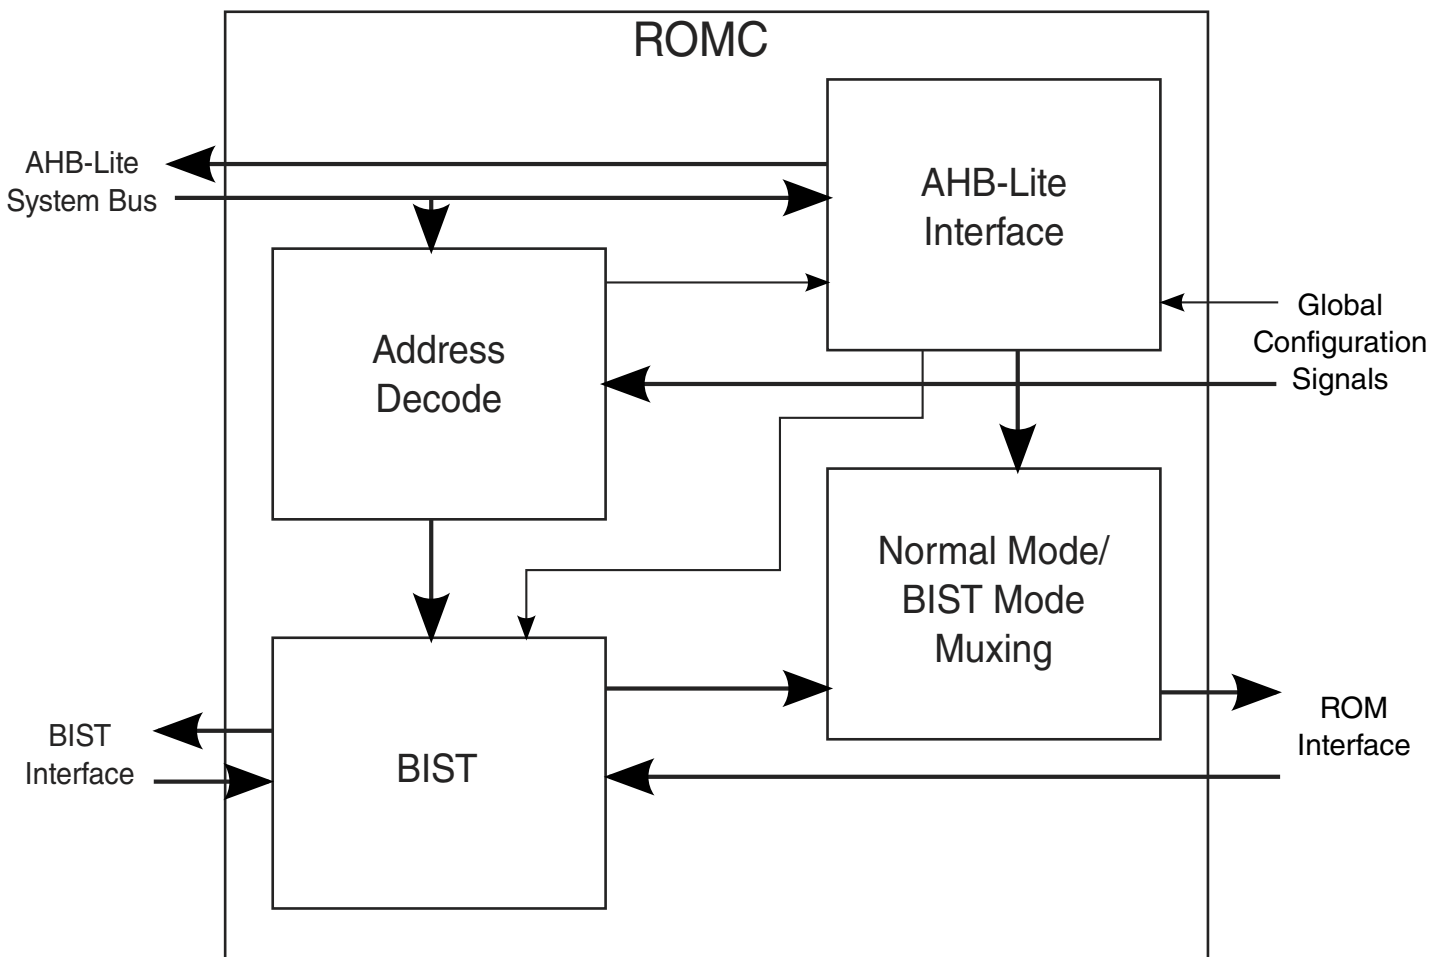 ROMC
AHB-Lite
System Bus
AHB-Lite
Interface
Address
Decode
Global
Configuration
Signals
Normal Mode/
BIST Mode
Muxing
BIST
Interface
BIST
ROM
Interface